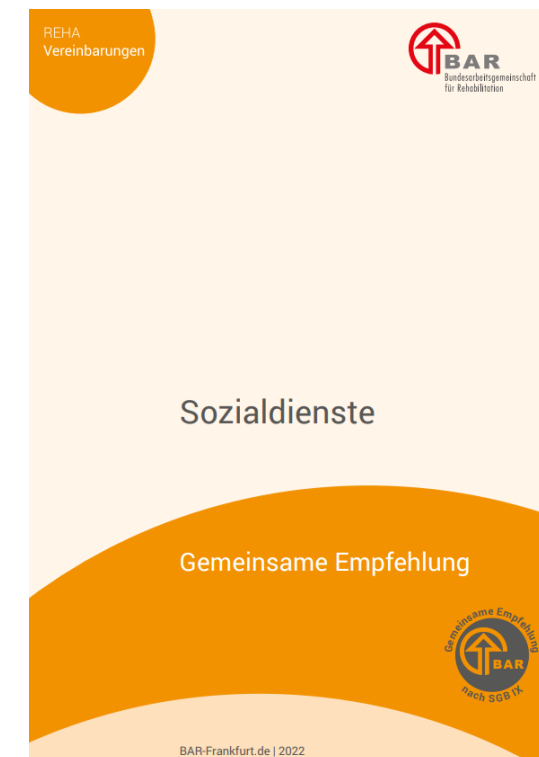 REHA
Vereinbarungen
BAR
Bundesarbeitsgemeinschaft
für Rehabilitation
Sozialdienste
Gemeinsame Empfehlung
Gemeinsame Empfehlung
BAR
nach SGB IX
BAR-Frankfurt.de | 2022